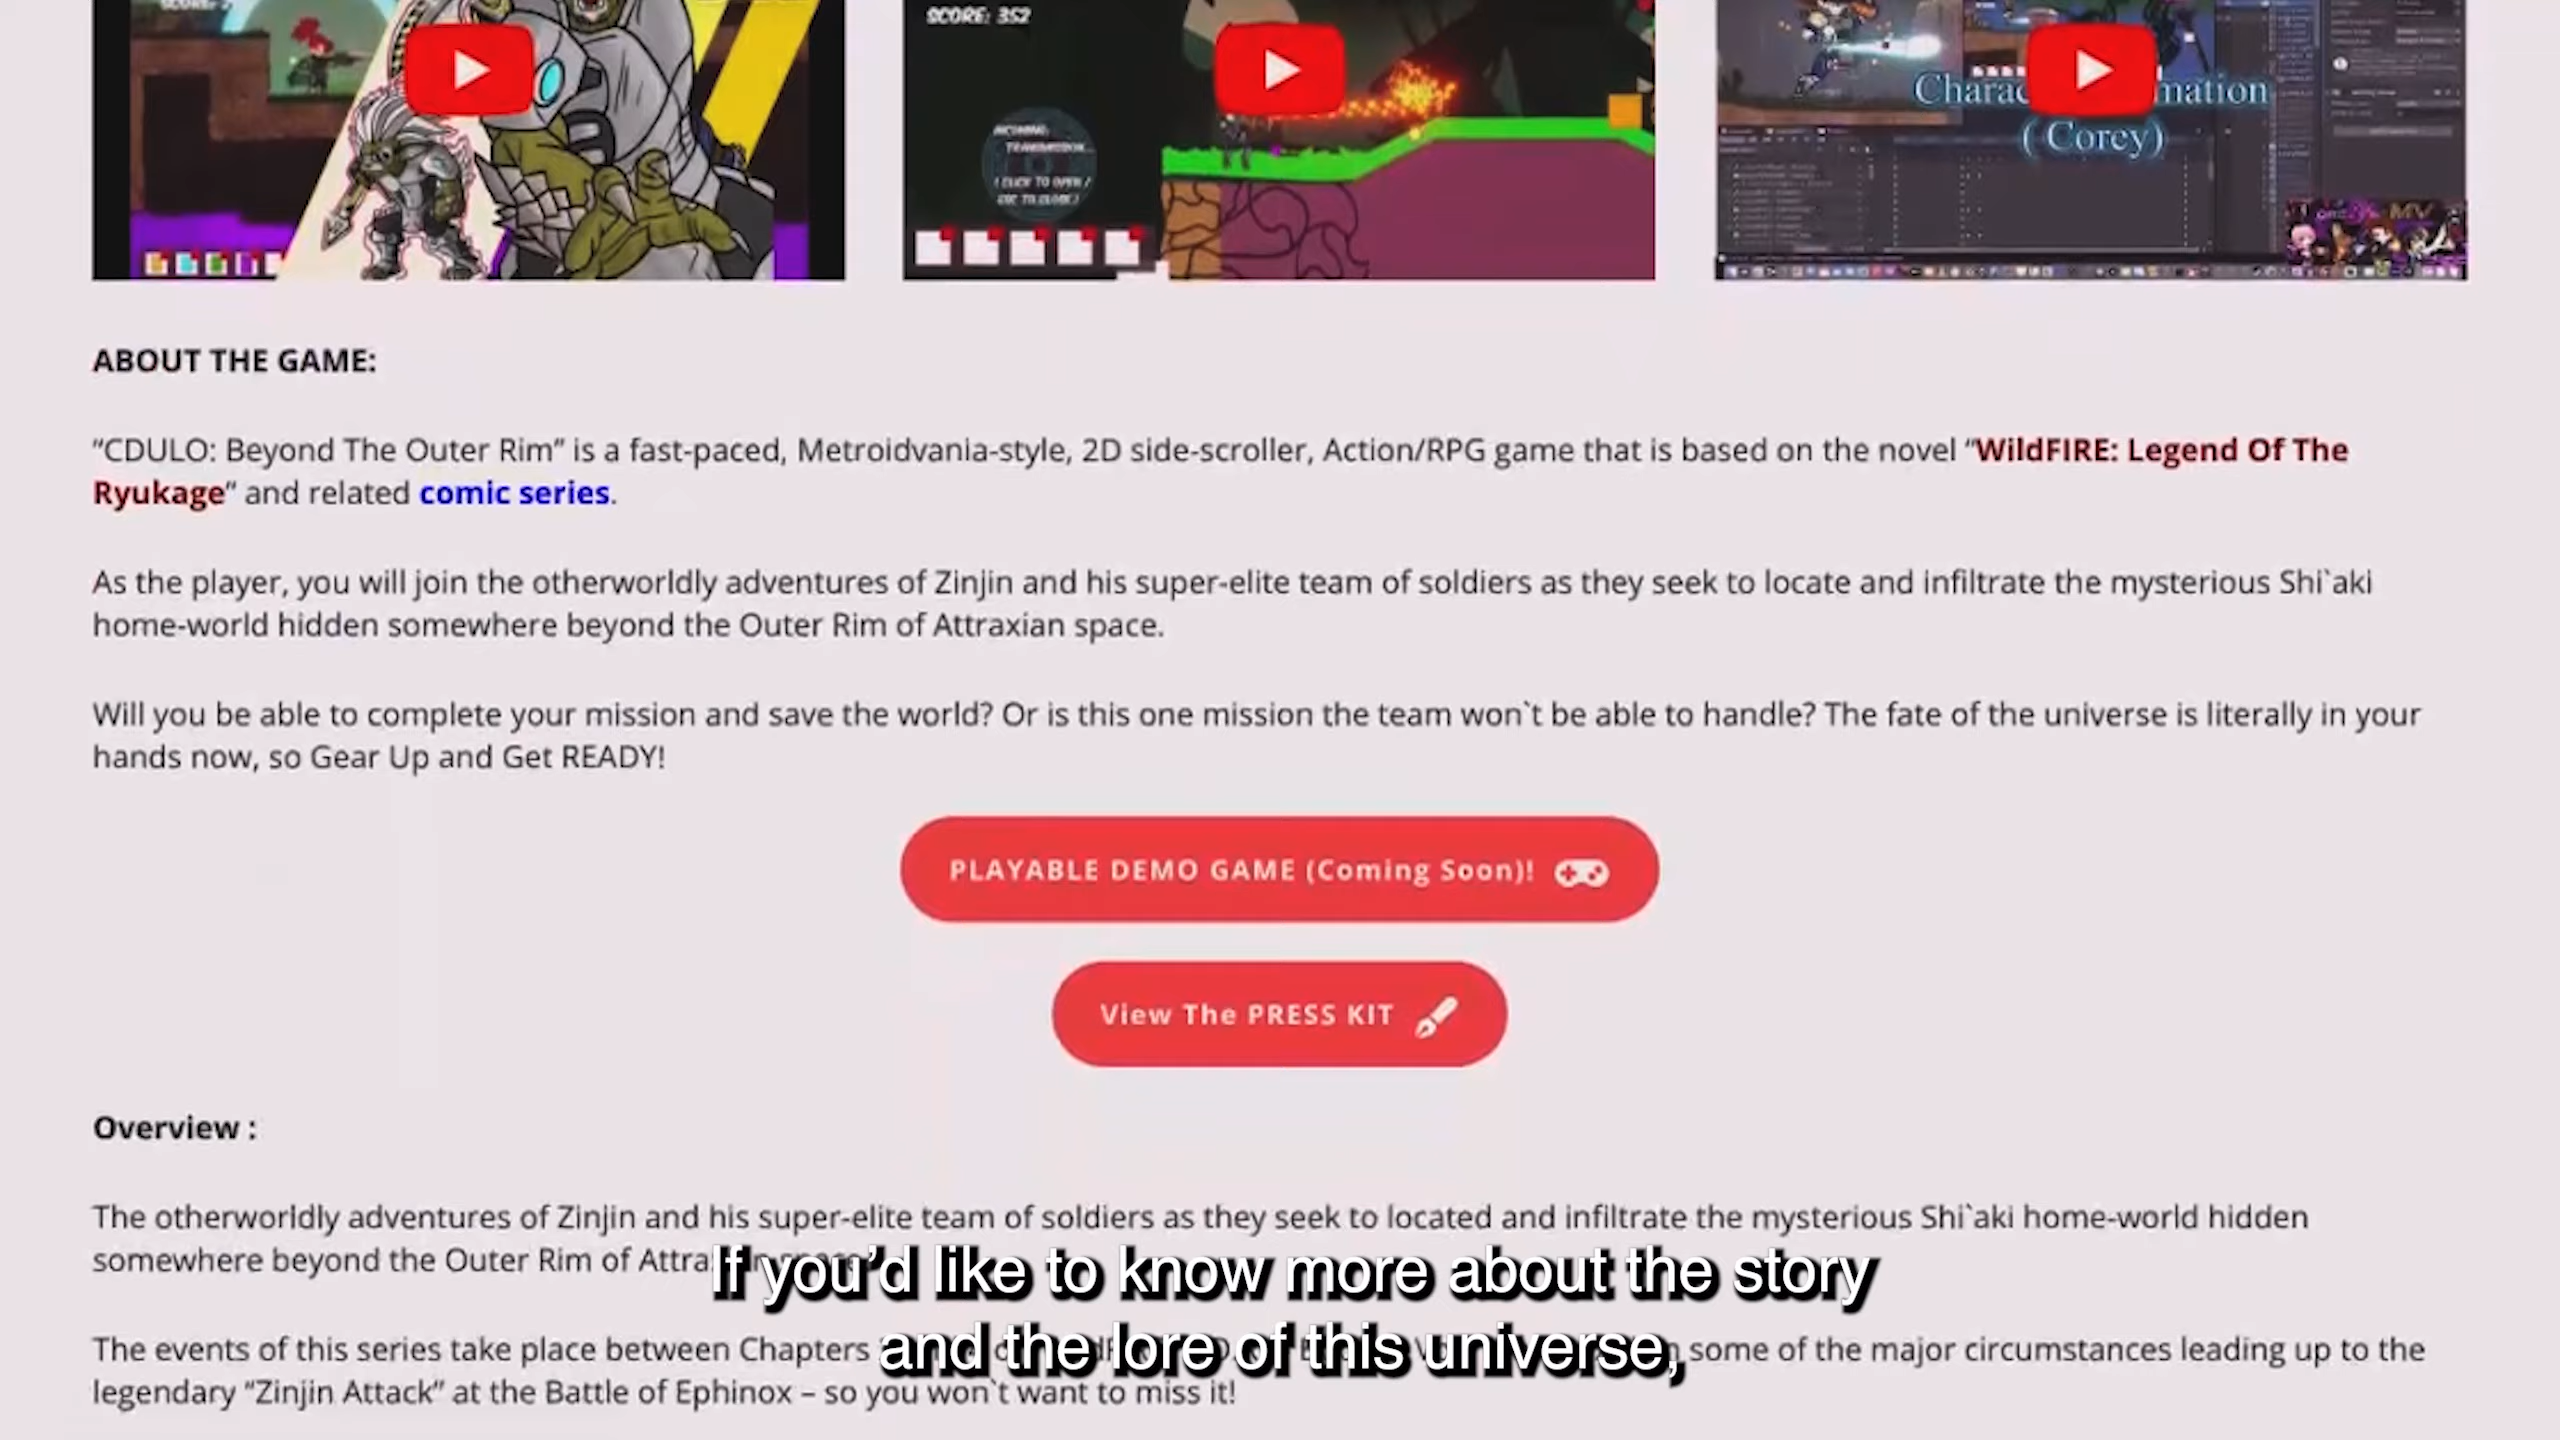 SCORE: 352
INCOMING
TRANSMISSION...
( CLICK TO OPEN /
ESC TO CLOSE )
Charac mation
( Corey)
MV
ABOUT THE GAME:
“CDULO: Beyond The Outer Rim” is a fast-paced, Metroidvania-style, 2D side-scroller, Action/RPG game that is based on the novel “WildFIRE: Legend Of The
Ryukage” and related comic series.
As the player, you will join the otherworldly adventures of Zinjin and his super-elite team of soldiers as they seek to locate and infiltrate the mysterious Shi`aki
home-world hidden somewhere beyond the Outer Rim of Attraxian space.
Will you be able to complete your mission and save the world? Or is this one mission the team won`t be able to handle? The fate of the universe is literally in your
hands now, so Gear Up and Get READY!
PLAYABLE DEMO GAME (Coming Soon)!
View The PRESS KIT
Overview :
The otherworldly adventures of Zinjin and his super-elite team of soldiers as they seek to located and infiltrate the mysterious Shi`aki home-world hidden
somewhere beyond the Outer Rim of
If you’d like to know more about the story
The events of this series take place between Chapters some of the major circumstances leading up to the
and the lore of this universe,
legendary “Zinjin Attack” at the Battle of Ephinox – so you won`t want to miss it!